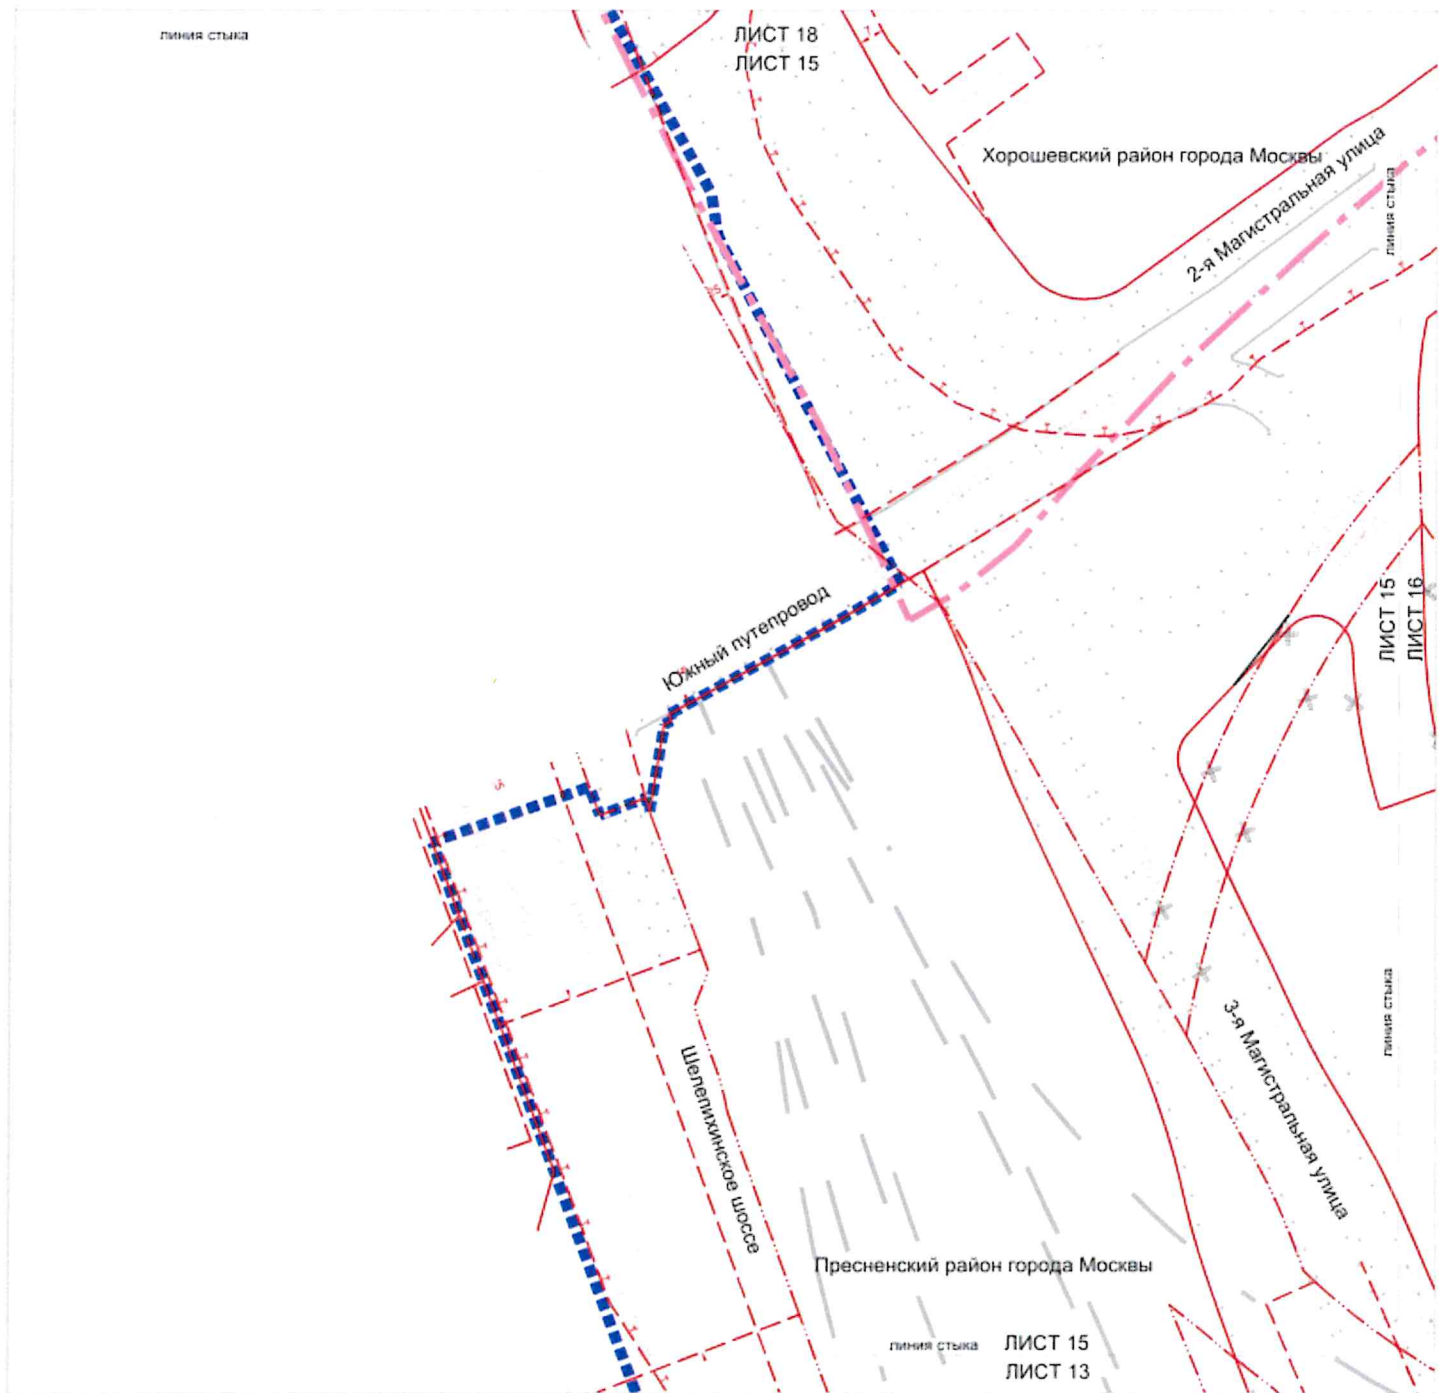 линия стыка
ЛИСТ 18
ЛИСТ 15
Хорошевский район города Москвы
2-я Магистральная улица
линия стыка
Южный путепровод
ЛИСТ 15
ЛИСТ 16
линия стыка
3-я Магистральная улица
Шелепихинское шоссе
Пресненский район города Москвы
линия стыка
ЛИСТ 15
ЛИСТ 13